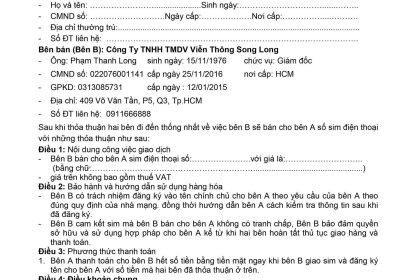 - Họ và tên: ………………………………Sinh ngày:………………………
- CMND số: …………………….Ngày cấp:…………..Nơi cấp:…………..
- Địa chỉ thường trú:……………………………………………………………
- Số ĐT liên hệ: ……………………………………………………………….
Bên bán (Bên B): Công Ty TNHH TMDV Viễn Thông Song Long
- Ông: Phạm Thanh Long sinh ngày: 15/11/1976 chức vụ: Giám đốc
- CMND số: 022076001141 cấp ngày 25/11/2016 nơi cấp: HCM
- GPKD: 0313085731 cấp ngày : 12/01/2015
- Địa chỉ: 409 Võ Văn Tần, P5, Q3, Tp.HCM
- Số ĐT liên hệ: 0911666888
Sau khi thỏa thuận hai bên đi đến thống nhất về việc bên B sẽ bán cho bên A số sim điện thoại
với những thỏa thuận như sau:
Điều 1: Nội dung công việc giao dịch
- Bên B bán cho bên A sim điện thoại số:……………………với giá là:…………………..
(bằng chữ:……………………………………………………………………………)
- giá trên không bao gồm thuế VAT
Điều 2: Bảo hành và hướng dẫn sử dụng hàng hóa
- Bên B có trách nhiệm đăng ký vào tên chính chủ cho bên A theo yêu cầu của bên A theo
đúng quy định của nhà mạng. đồng thời hướng dẫn bên A cách kiểm tra thông tin sau khi
đã đăng ký.
- Bên B cam kết sim mà bên B bán cho bên A không có tranh chấp, Bên B bảo đảm quyền
sở hữu và sử dụng hợp pháp cho bên A kể từ khi hai bên hoàn tất thủ tục giao hàng và
thanh toán.
Điều 3: Phương thức thanh toán
1. Bên A thanh toán cho bên B hết số tiền bằng tiền mặt ngay khi bên B giao sim và đăng ký
tên cho bên A với số tiền mà hai bên đã thỏa thuận ở trên.
Điều 4: Điều khoản chung